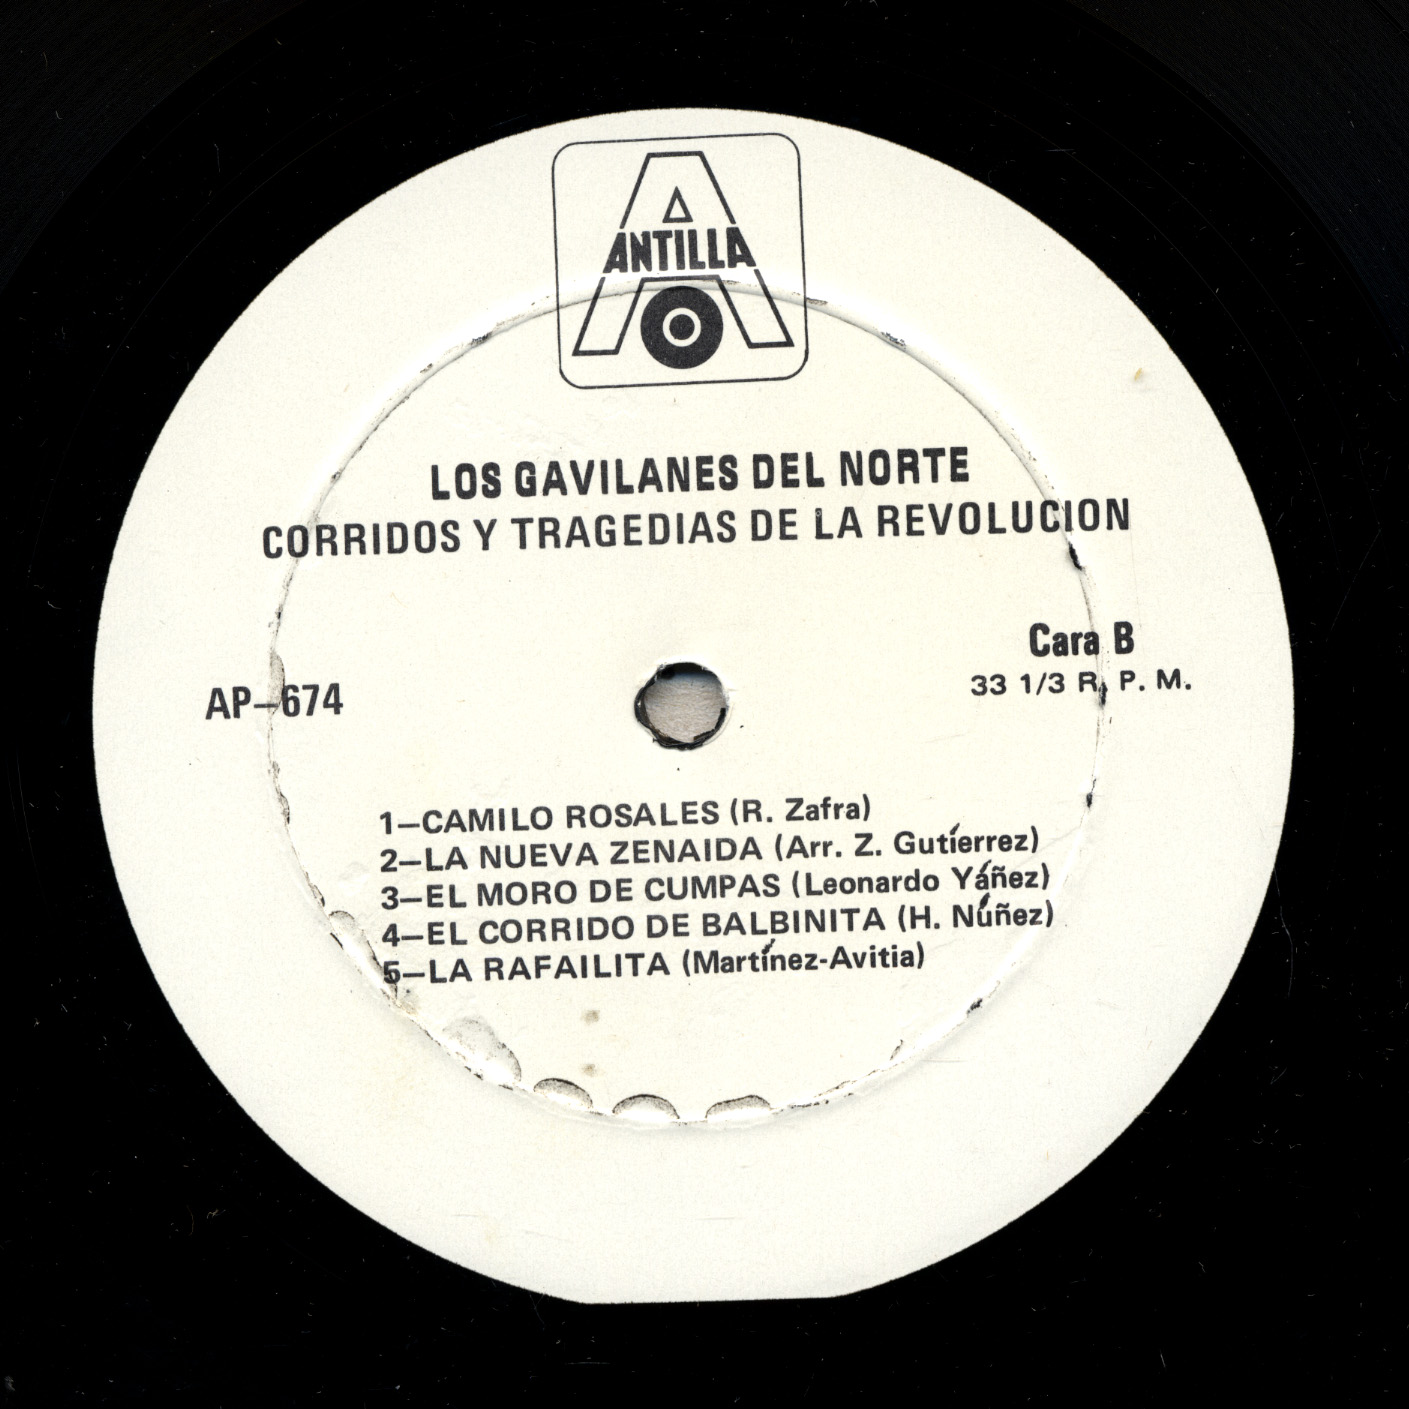 ANTILLA
LOS GAVILANES DEL NORTE
CORRIDOS Y TRAGEDIAS DE LA REVOLUCION
Cara B
33 1/3 R. P. M.
AP-674
1-CAMILO ROSALES (R. Zafra)
2-LA NUEVA ZENAIDA (Arr. Z. Gutíerrez)
3-EL MORO DE CUMPAS (Leonardo Yáñez)
4-EL CORRIDO DE BALBINITA (H. Núñez)
5-LA RAFAILITA (Martínez-Avitia)